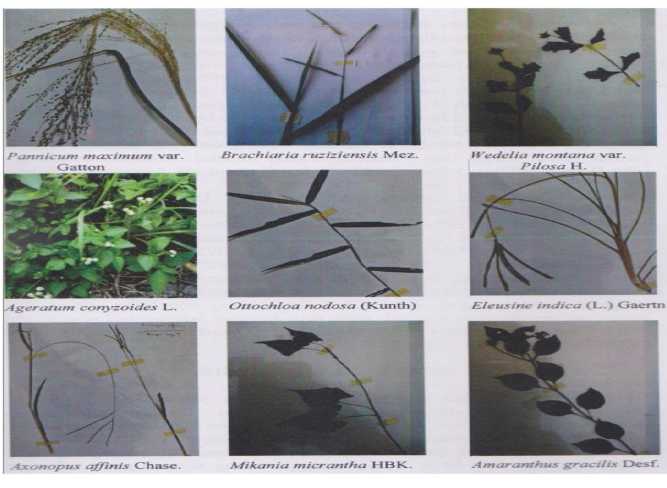 Pannicum maximum var. Gatton
Brachiaria ruziziensis Mez.
Wedelia montana var. Pilosa H.
Ageratum conyzoides L.
Ottochloa nodosa (Kunth)
Eleusine indica (L.) Gaertn
Axonopus affinis Chase.
Mikania micrantha HBK.
Amaranthus gracilis Desf.